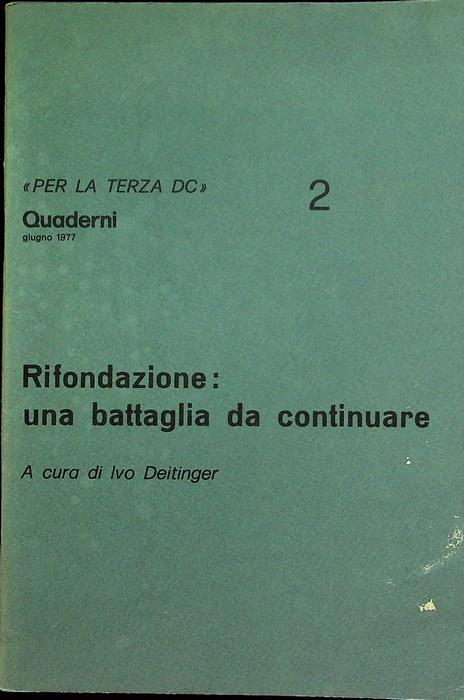 «PER LA TERZA DC»
2
Quaderni
giugno 1977
Rifondazione:
una battaglia da continuare
A cura di Ivo Deitinger